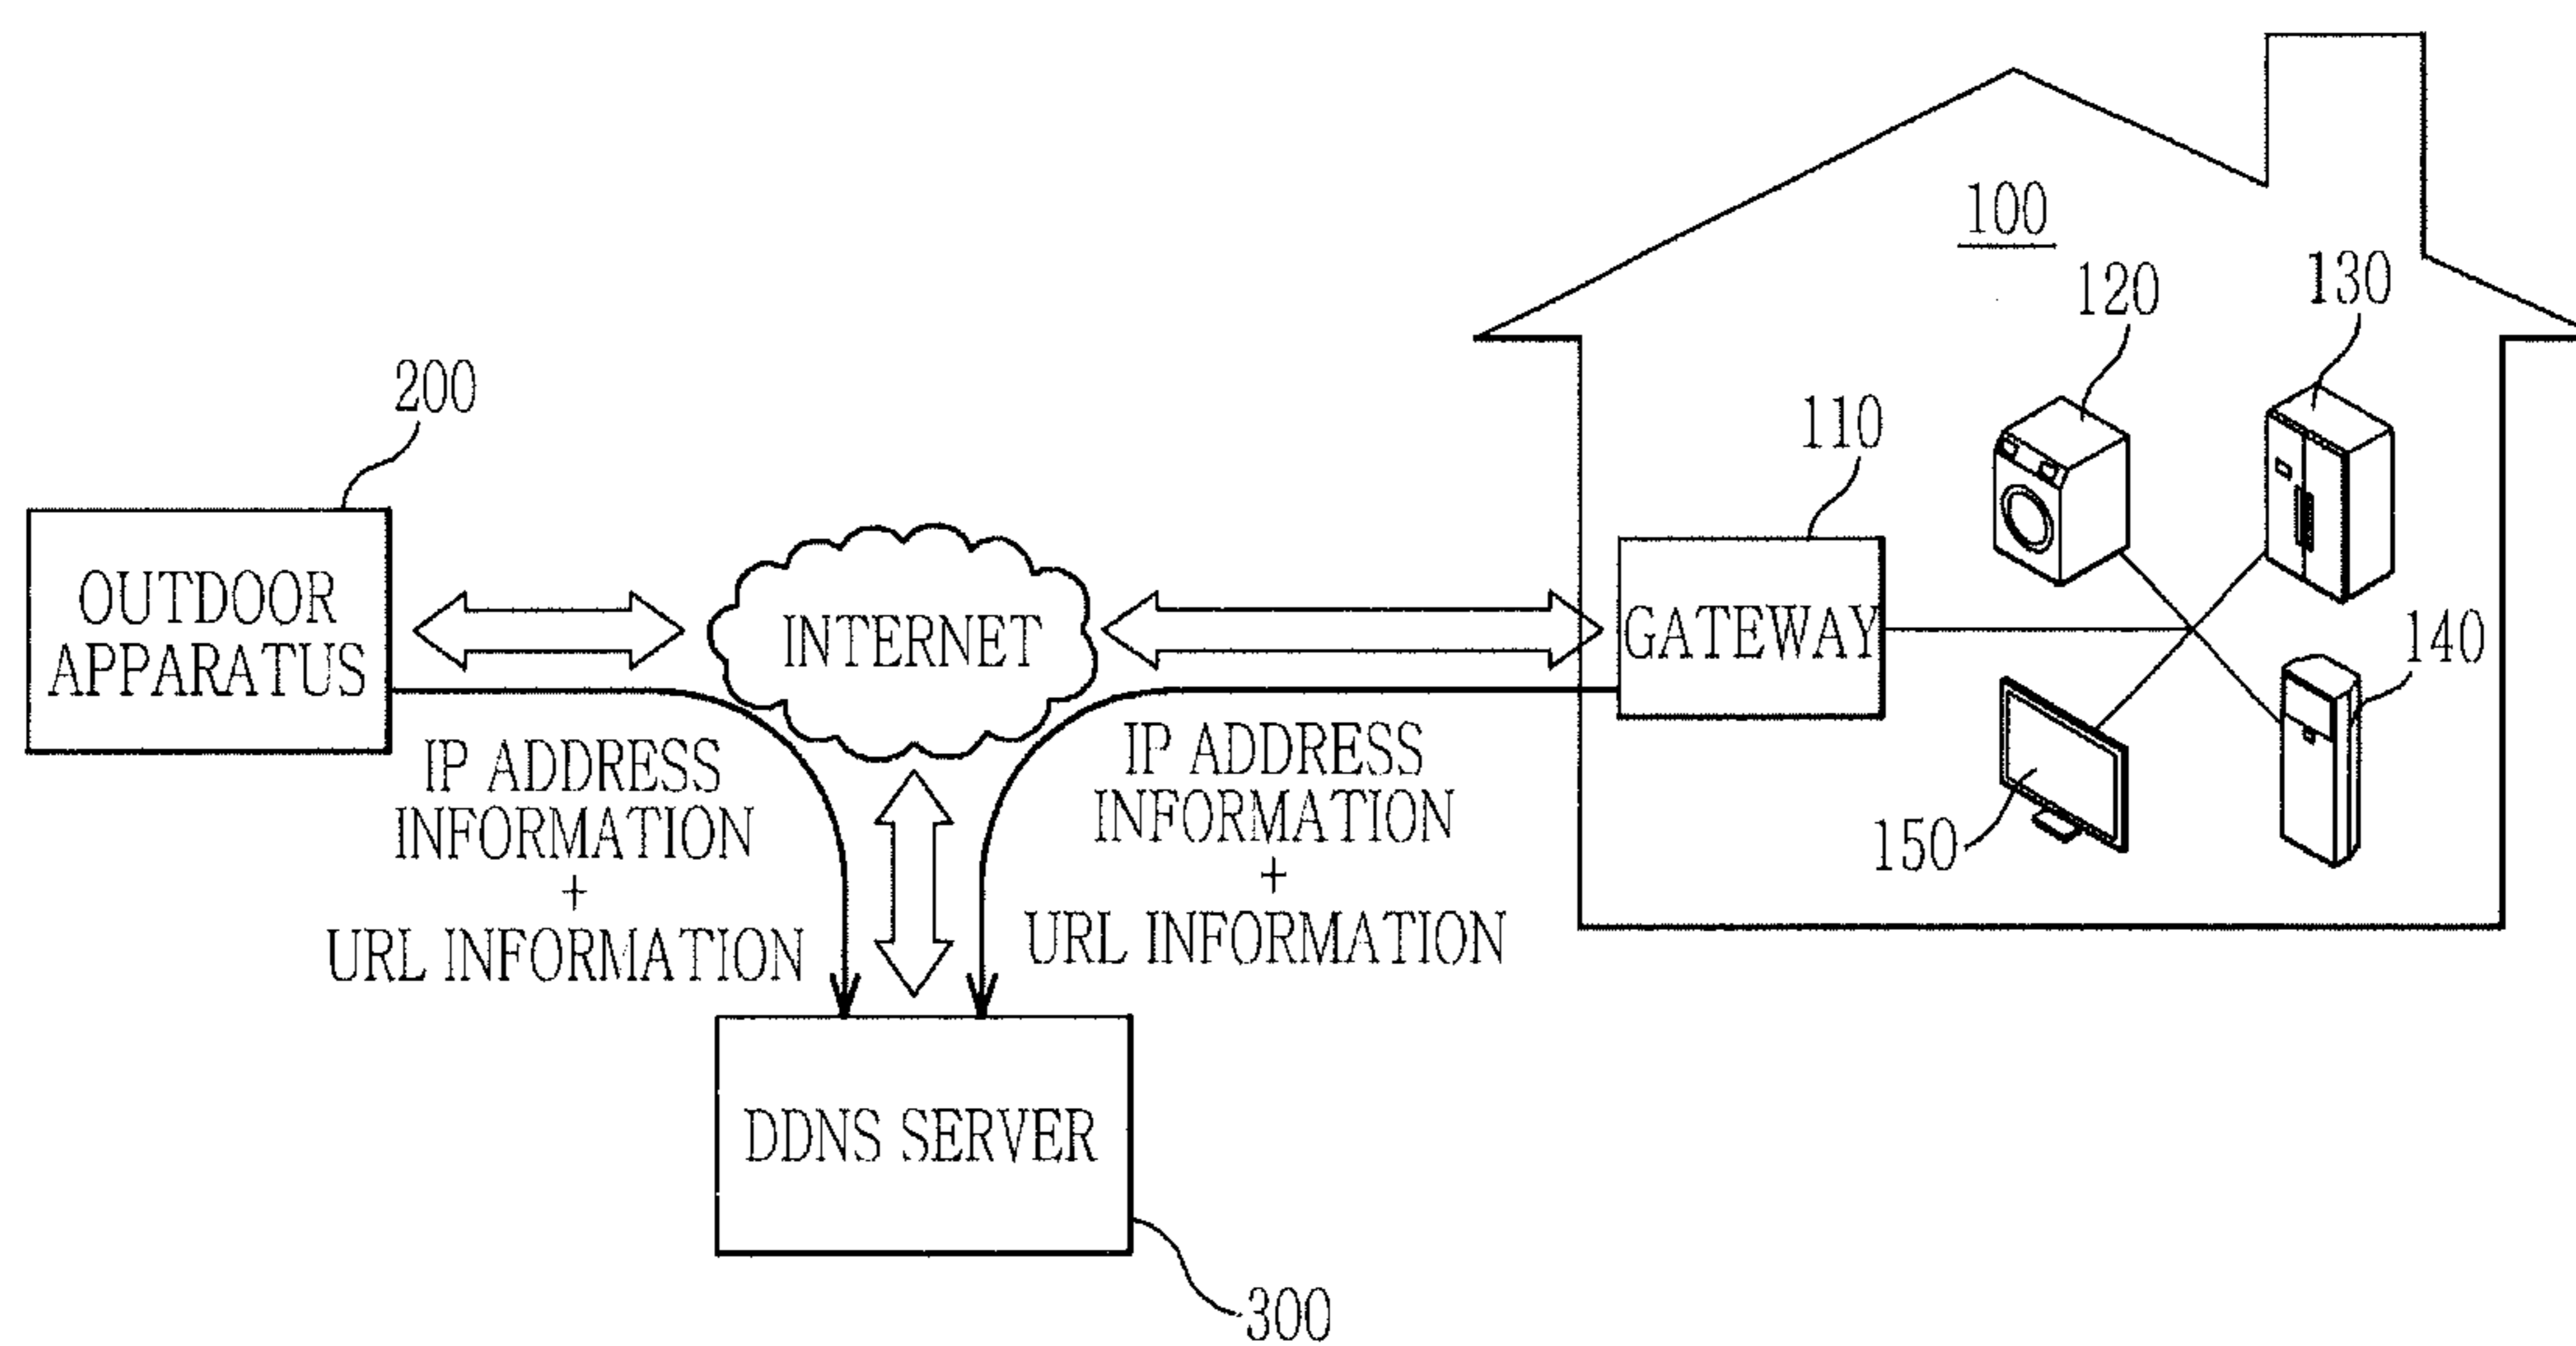 100
120
130
200
110
OUTDOOR
APPARATUS
INTERNET
GATEWAY
140
IP ADDRESS
INFORMATION
+
URL INFORMATION
IP ADDRESS
INFORMATION
+
URL INFORMATION
150
DDNS SERVER
300